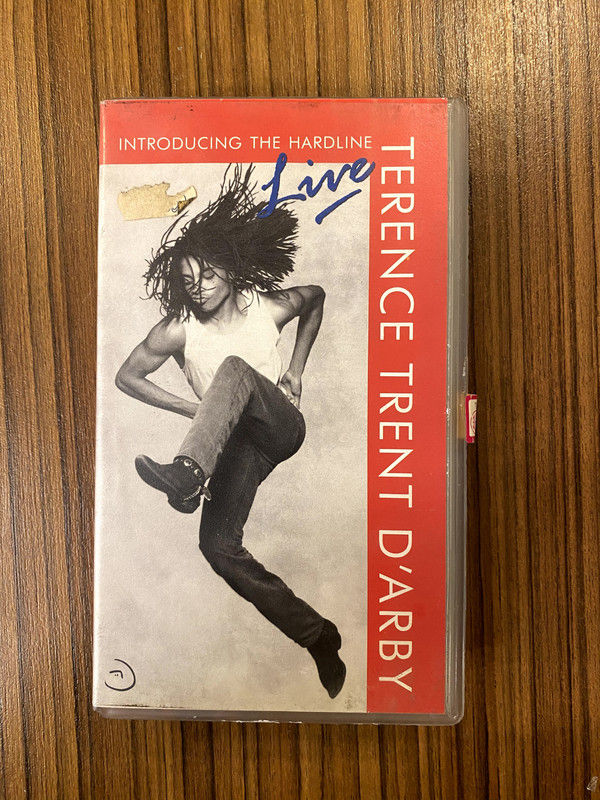 INTRODUCING THE HARDLINE
Live
TERENCE TRENT D'ARBY